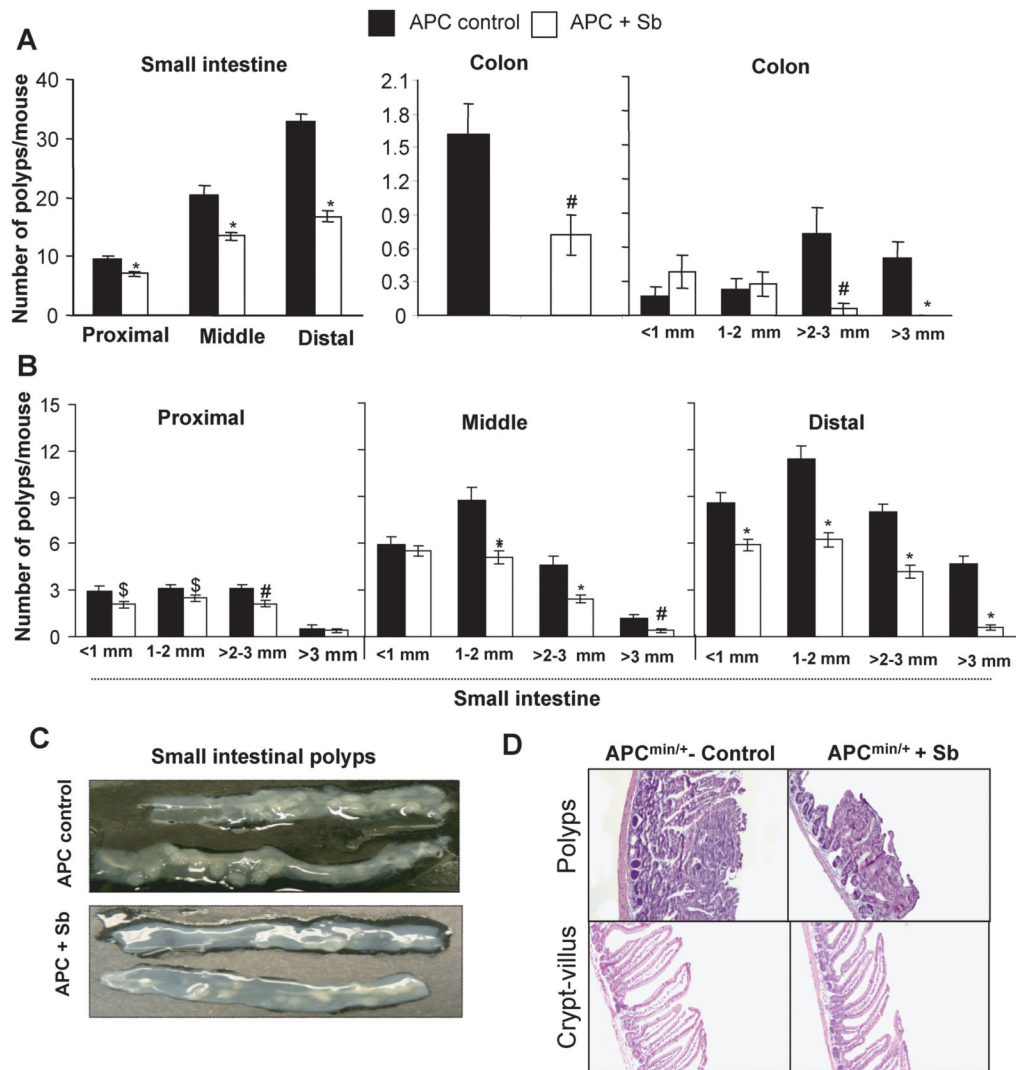 APC control APC + Sb
A
Small intestine
Colon
Colon
Number of polyps/mouse
40
30
20
10
0
*
*
*
Proximal Middle Distal
2.1
1.8
1.5
1.2
0.9
0.6
0.3
0
#
#
*
<1 mm 1-2 mm >2-3 mm >3 mm
B
Number of polyps/mouse
15
12
9
6
3
0
Proximal
Middle
Distal
$ $ #
* * #
* * * *
<1 mm 1-2 mm >2-3 mm >3 mm <1 mm 1-2 mm >2-3 mm >3 mm <1 mm 1-2 mm >2-3 mm >3 mm
Small intestine
C
Small intestinal polyps
APC control
APC + Sb
D
APCmin/+- Control APCmin/+ + Sb
Polyps
Crypt-villus